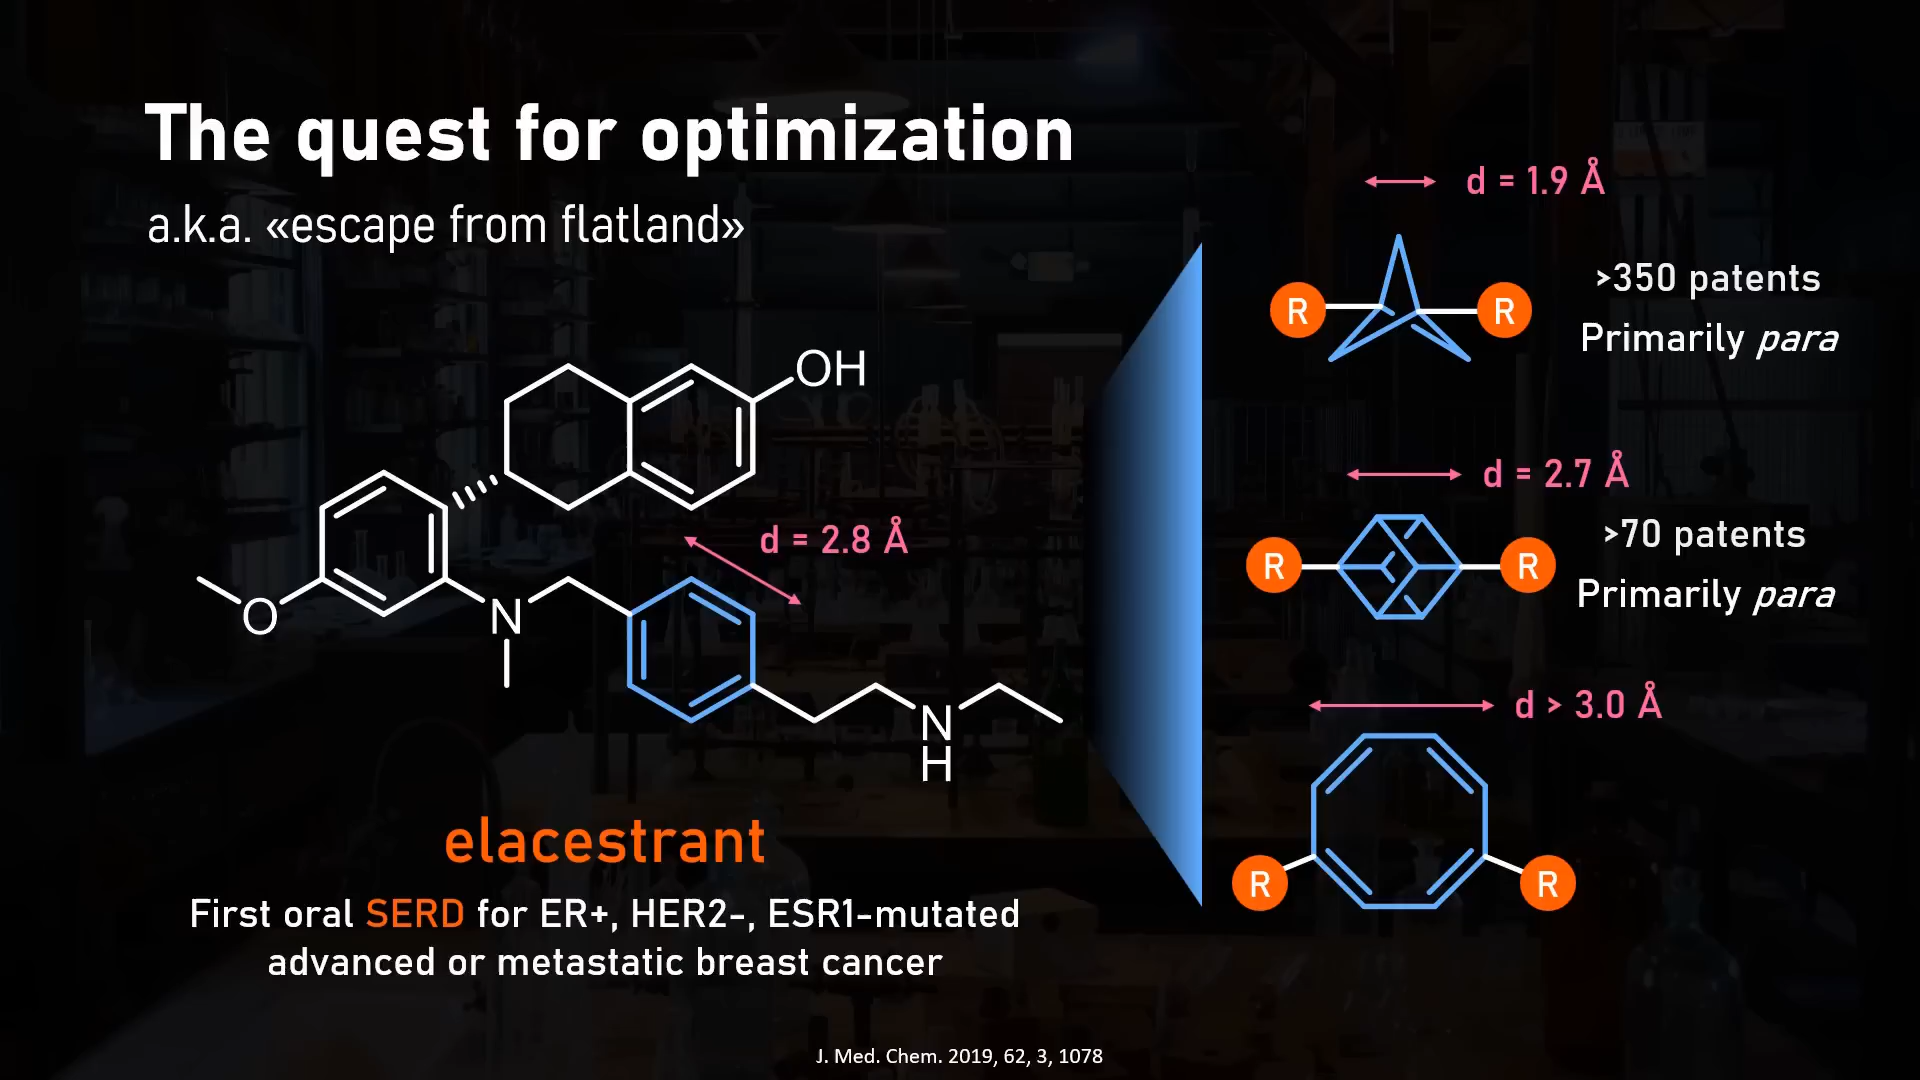 The quest for optimization
a.k.a. «escape from flatland»
OH
O
N
d = 2.8 Å
N
H
elacestrant
First oral SERD for ER+, HER2-, ESR1-mutated
advanced or metastatic breast cancer
d = 1.9 Å
R
R
>350 patents
Primarily para
d = 2.7 Å
R
R
>70 patents
Primarily para
d > 3.0 Å
R
R
J. Med. Chem. 2019, 62, 3, 1078